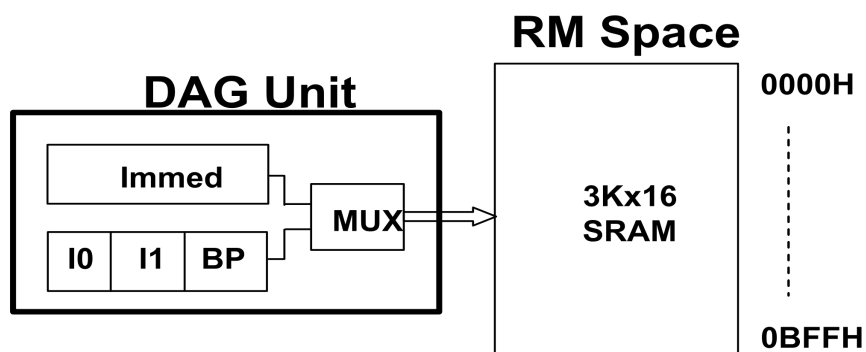 RM Space
DAG Unit
0000H
Immed
MUX
I0 I1 BP
3Kx16
SRAM
0BFFH